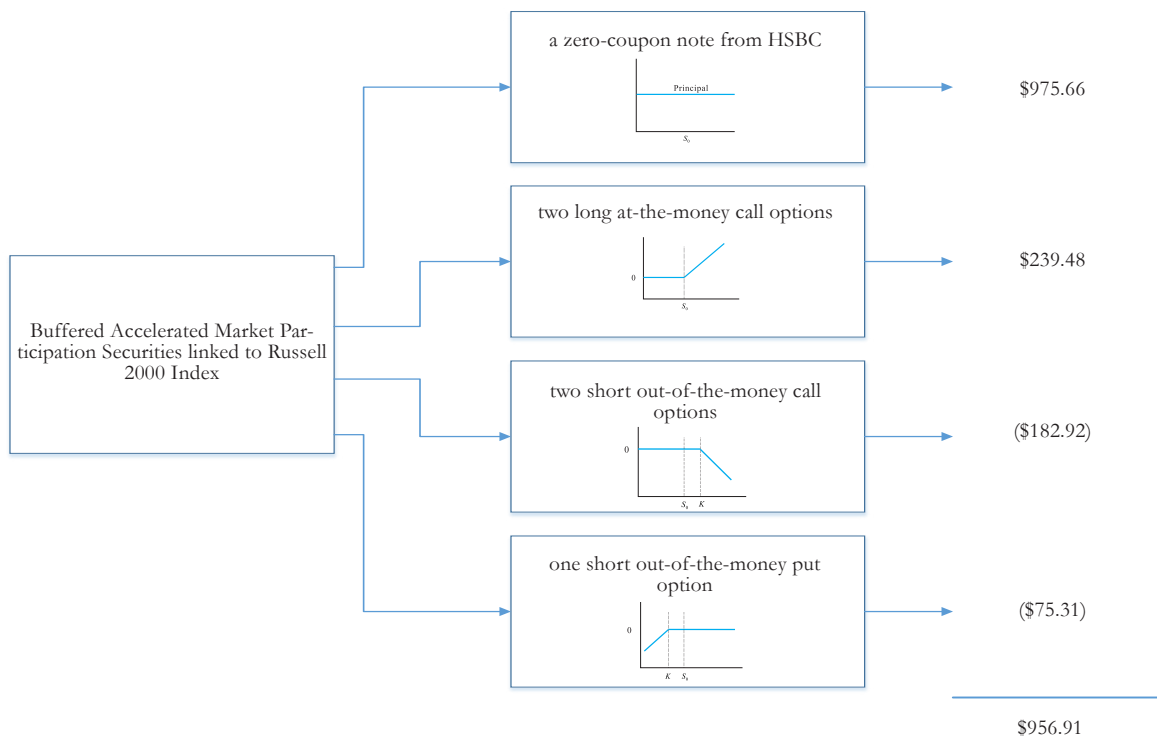 a zero-coupon note from HSBC
Principal
S₀
$975.66
two long at-the-money call options
0
S₀
$239.48
Buffered Accelerated Market Par-
ticipation Securities linked to Russell
2000 Index
two short out-of-the-money call
options
0
S₀ K
($182.92)
one short out-of-the-money put
option
0
K S₀
($75.31)
$956.91